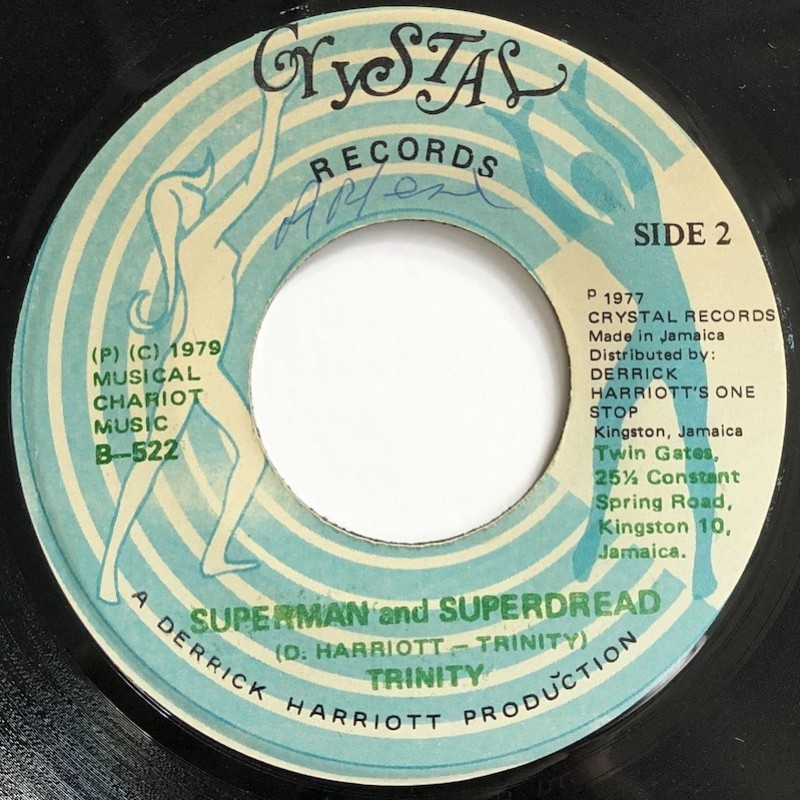 CRYSTAL
RECORDS
SIDE 2
P 1977
CRYSTAL RECORDS
Made in Jamaica
Distributed by:
DERRICK
HARRIOTT'S ONE
STOP
Kingston, Jamaica
Twin Gates,
25½ Constant
Spring Road,
Kingston 10,
Jamaica.
(P) (C) 1979
MUSICAL
CHARIOT
MUSIC
B-522
SUPERMAN and SUPERDREAD
(D. HARRIOTT - TRINITY)
TRINITY
A DERRICK HARRIOTT PRODUCTION